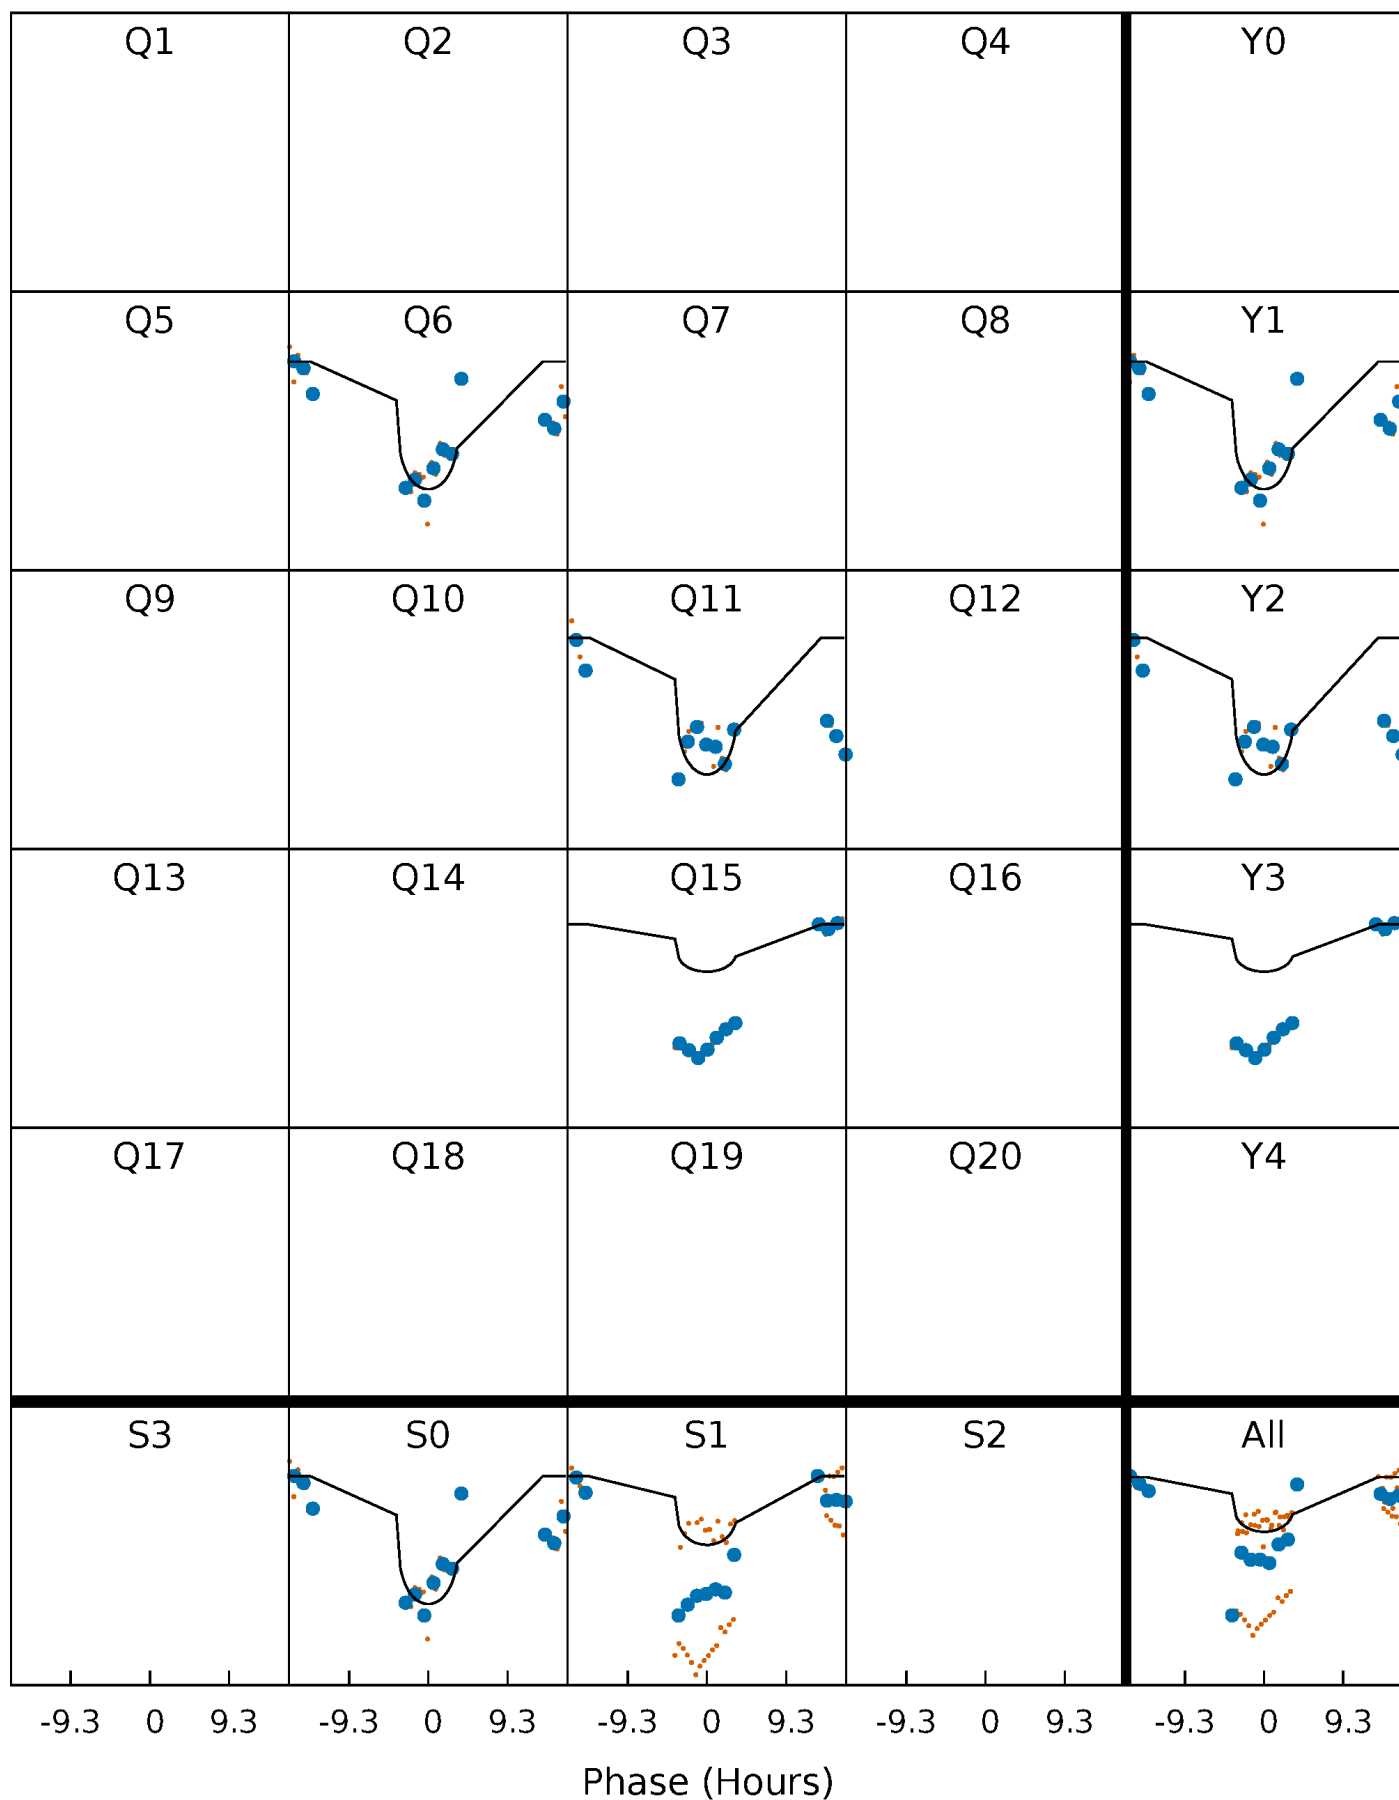 Q1 Q2 Q3 Q4 Y0
Q5 Q6 Q7 Q8 Y1
Q9 Q10 Q11 Q12 Y2
Q13 Q14 Q15 Q16 Y3
Q17 Q18 Q19 Q20 Y4
S3 S0 S1 S2 All
-9.3 0 9.3 -9.3 0 9.3 -9.3 0 9.3 -9.3 0 9.3 -9.3 0 9.3
Phase (Hours)